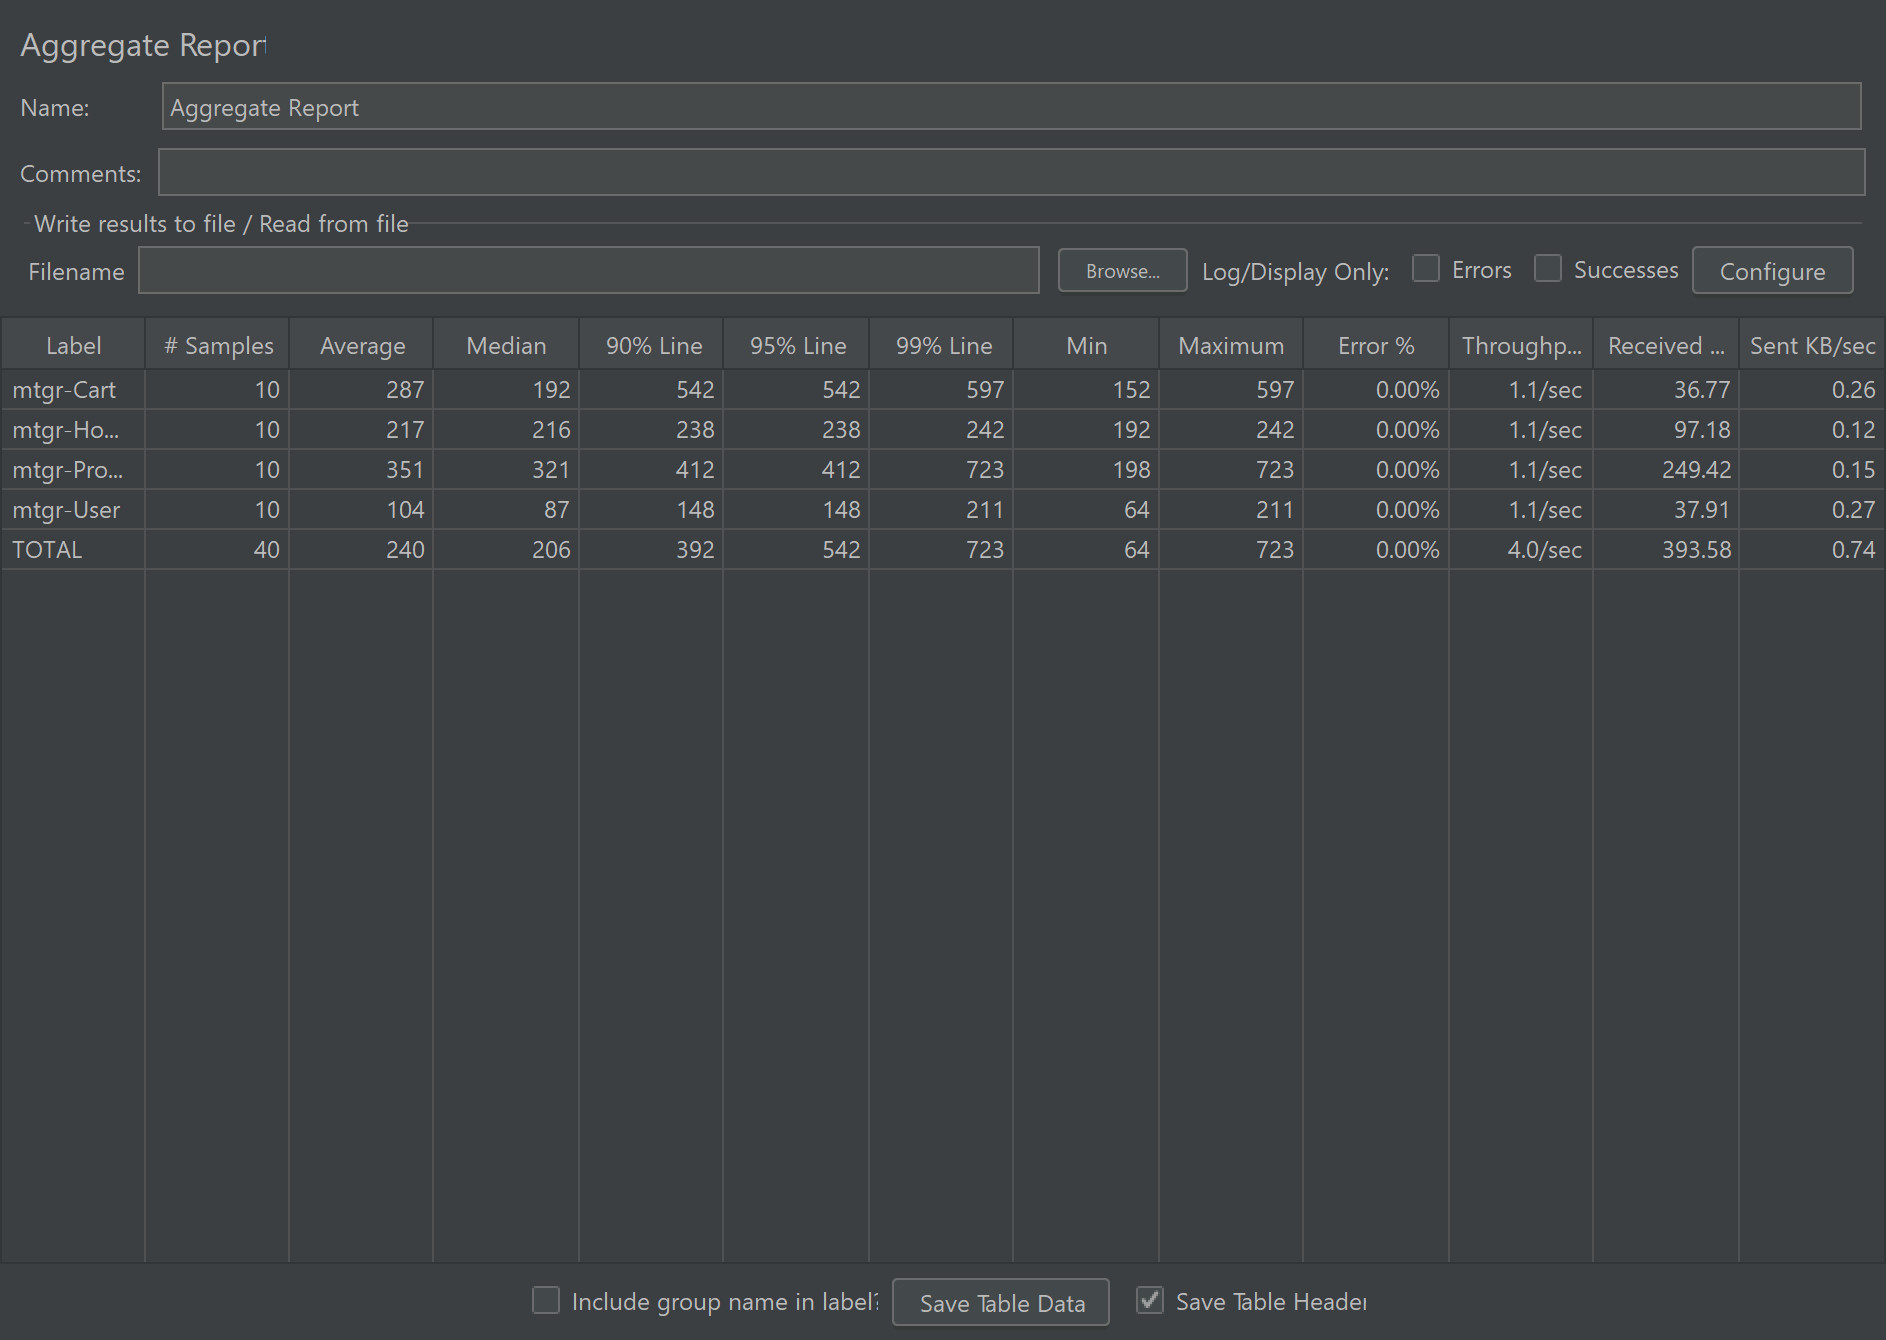 Aggregate Report
Name: Aggregate Report
Comments:
Write results to file / Read from file
Filename Browse... Log/Display Only: Errors Successes Configure
Label # Samples Average Median 90% Line 95% Line 99% Line Min Maximum Error % Throughp... Received ... Sent KB/sec
mtgr-Cart 10 287 192 542 542 597 152 597 0.00% 1.1/sec 36.77 0.26
mtgr-Ho... 10 217 216 238 238 242 192 242 0.00% 1.1/sec 97.18 0.12
mtgr-Pro... 10 351 321 412 412 723 198 723 0.00% 1.1/sec 249.42 0.15
mtgr-User 10 104 87 148 148 211 64 211 0.00% 1.1/sec 37.91 0.27
TOTAL 40 240 206 392 542 723 64 723 0.00% 4.0/sec 393.58 0.74
Include group name in label? Save Table Data Save Table Header